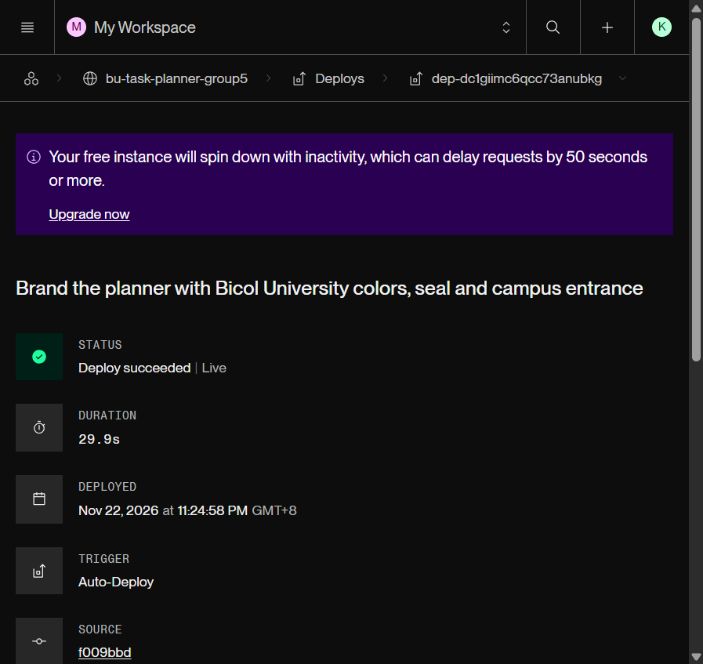 M My Workspace K
bu-task-planner-group5 Deploys dep-dc1giimc6qcc73anubkg
Your free instance will spin down with inactivity, which can delay requests by 50 seconds
or more.
Upgrade now
Brand the planner with Bicol University colors, seal and campus entrance
STATUS
Deploy succeeded | Live
DURATION
29.9s
DEPLOYED
Nov 22, 2026 at 11:24:58 PM GMT+8
TRIGGER
Auto-Deploy
SOURCE
f009bbd